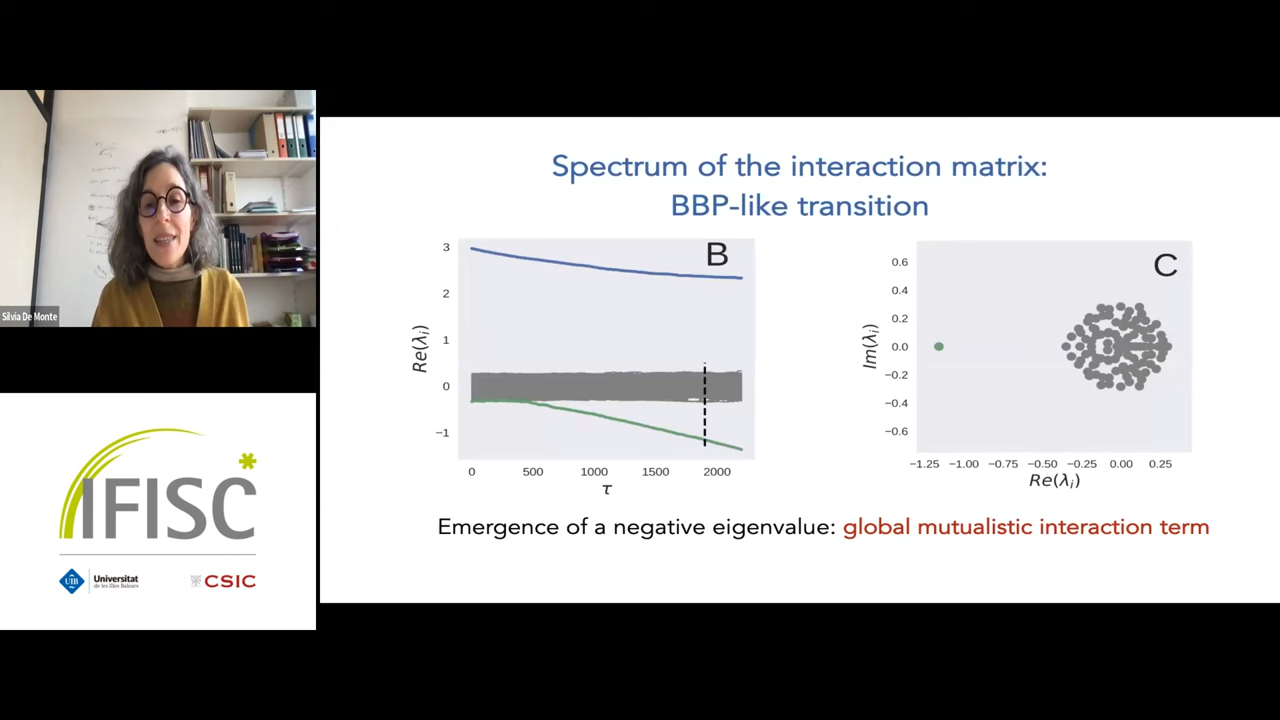 Silvia De Monte
IFISC
UIB
Universitat
de les Illes Balears
CSIC
Spectrum of the interaction matrix:
BBP-like transition
B
Re(λi)
3
2
1
0
−1
0 500 1000 1500 2000
τ
C
Im(λi)
0.6
0.4
0.2
0.0
−0.2
−0.4
−0.6
−1.25 −1.00 −0.75 −0.50 −0.25 0.00 0.25
Re(λi)
Emergence of a negative eigenvalue: global mutualistic interaction term